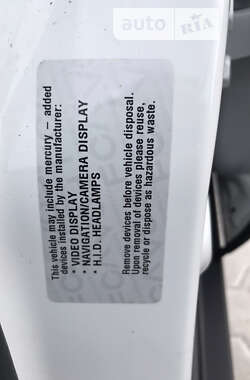 auto RIA
This vehicle may include mercury – added
devices installed by the manufacturer:
• VIDEO DISPLAY
• NAVIGATION/CAMERA DISPLAY
• H.I.D. HEADLAMPS
Remove devices before vehicle disposal.
Upon removal of devices please reuse,
recycle or dispose as hazardous waste.